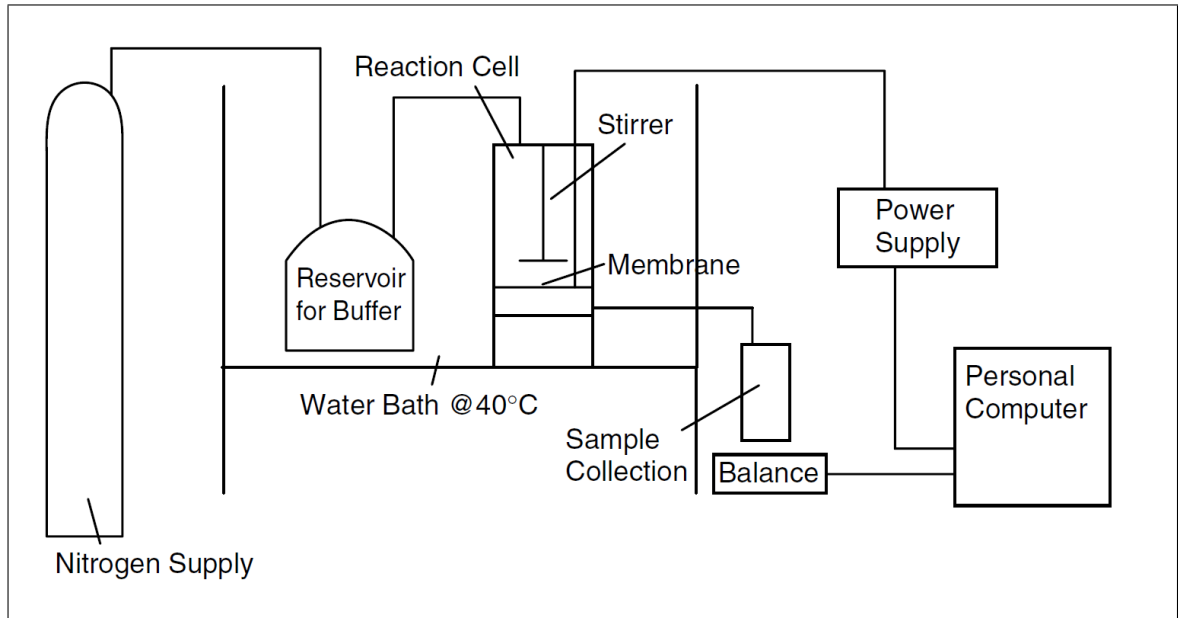 Reaction Cell
Stirrer
Power
Supply
Membrane
Reservoir
for Buffer
Personal
Computer
Water Bath @40°C
Sample
Collection
Balance
Nitrogen Supply